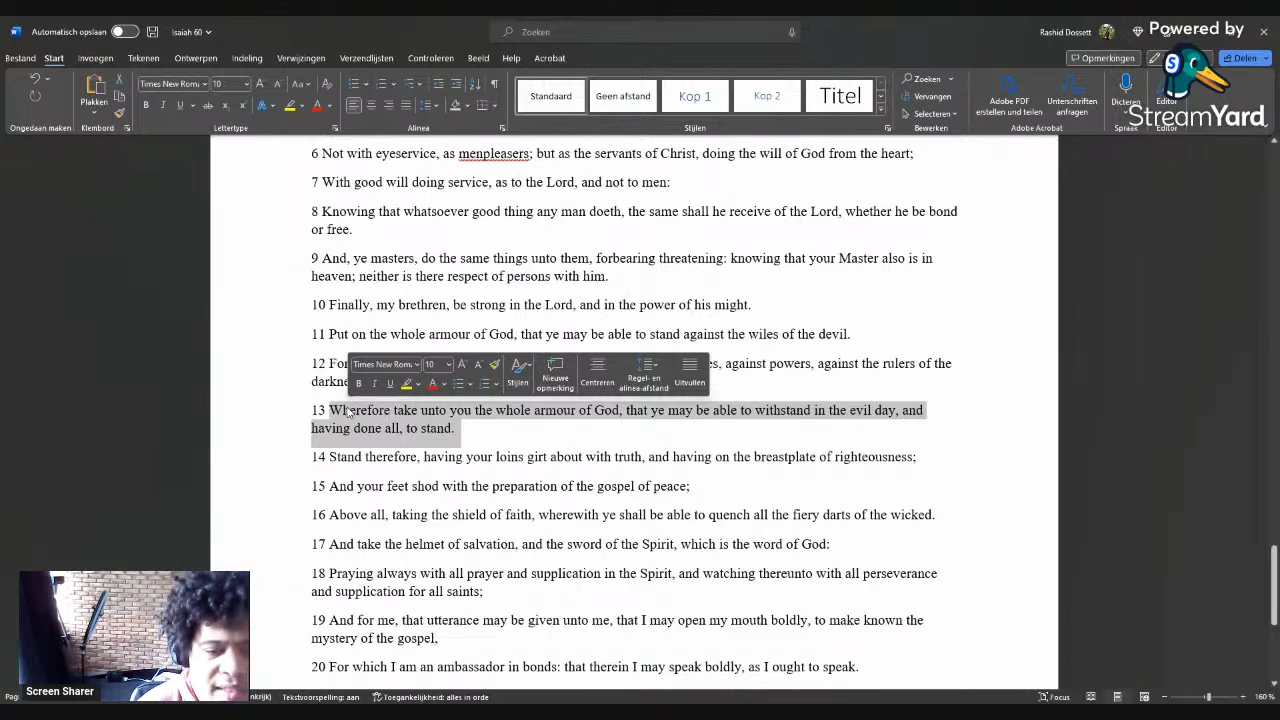 Automatisch opslaan
Isaiah 60
Zoeken
Rashid Dossett
Powered by
StreamYard
Bestand Start Invoegen Tekenen Ontwerpen Indeling Verwijzingen Verzendlijsten Controleren Beeld Help Acrobat
Opmerkingen
Delen
Plakken
Times New Rom
10
Standaard
Geen afstand
Kop 1
Kop 2
Titel
Zoeken
Vervangen
Selecteren
Adobe PDF
erstellen und teilen
Unterschriften
anfragen
Dicteren
Editor
Ongedaan maken
Klembord
Lettertype
Alinea
Stijlen
Bewerken
Adobe Acrobat
Spraak
Editor
6 Not with eyeservice, as menpleasers; but as the servants of Christ, doing the will of God from the heart;
7 With good will doing service, as to the Lord, and not to men:
8 Knowing that whatsoever good thing any man doeth, the same shall he receive of the Lord, whether he be bond
or free.
9 And, ye masters, do the same things unto them, forbearing threatening: knowing that your Master also is in
heaven; neither is there respect of persons with him.
10 Finally, my brethren, be strong in the Lord, and in the power of his might.
11 Put on the whole armour of God, that ye may be able to stand against the wiles of the devil.
12 For against powers, against the rulers of the
Times New Rom
10
Stijlen
Nieuwe
opmerking
Centreren
Regel- en
alinea-afstand
Uitvullen
13 Wherefore take unto you the whole armour of God, that ye may be able to withstand in the evil day, and
having done all, to stand.
14 Stand therefore, having your loins girt about with truth, and having on the breastplate of righteousness;
15 And your feet shod with the preparation of the gospel of peace;
16 Above all, taking the shield of faith, wherewith ye shall be able to quench all the fiery darts of the wicked.
17 And take the helmet of salvation, and the sword of the Spirit, which is the word of God:
18 Praying always with all prayer and supplication in the Spirit, and watching thereunto with all perseverance
and supplication for all saints;
19 And for me, that utterance may be given unto me, that I may open my mouth boldly, to make known the
mystery of the gospel,
20 For which I am an ambassador in bonds: that therein I may speak boldly, as I ought to speak.
Screen Sharer
Tekstvoorspelling: aan
Toegankelijkheid: alles in orde
Focus
160 %